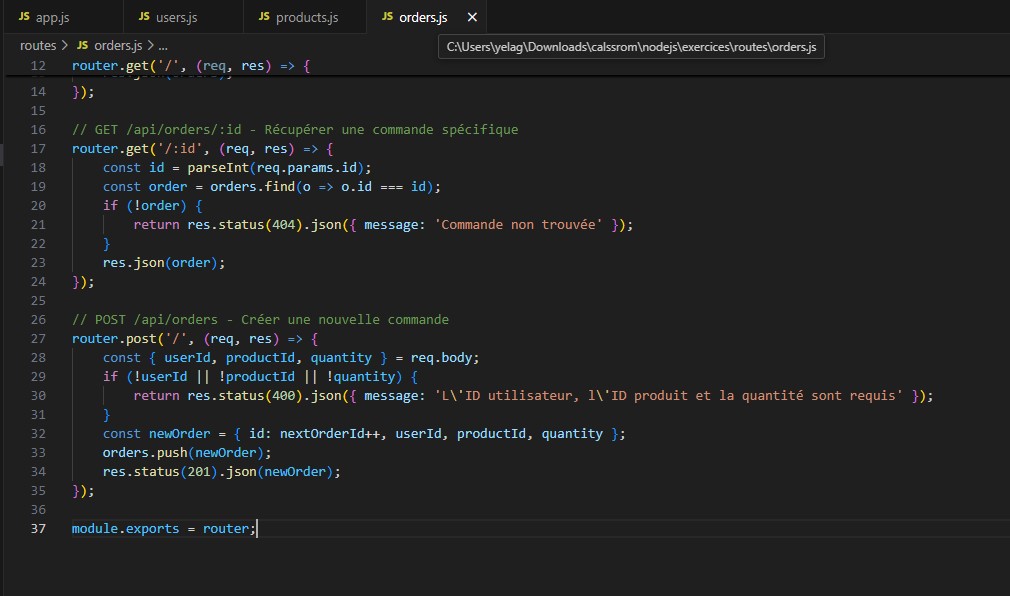 JS app.js
JS users.js
JS products.js
JS orders.js ×
routes > JS orders.js > ...
C:\Users\yelag\Downloads\calssrom\nodejs\exercices\routes\orders.js
12 router.get('/', (req, res) => {
14 });
15
16 // GET /api/orders/:id - Récupérer une commande spécifique
17 router.get('/:id', (req, res) => {
18 const id = parseInt(req.params.id);
19 const order = orders.find(o => o.id === id);
20 if (!order) {
21 return res.status(404).json({ message: 'Commande non trouvée' });
22 }
23 res.json(order);
24 });
25
26 // POST /api/orders - Créer une nouvelle commande
27 router.post('/', (req, res) => {
28 const { userId, productId, quantity } = req.body;
29 if (!userId || !productId || !quantity) {
30 return res.status(400).json({ message: 'L\'ID utilisateur, l\'ID produit et la quantité sont requis' });
31 }
32 const newOrder = { id: nextOrderId++, userId, productId, quantity };
33 orders.push(newOrder);
34 res.status(201).json(newOrder);
35 });
36
37 module.exports = router;